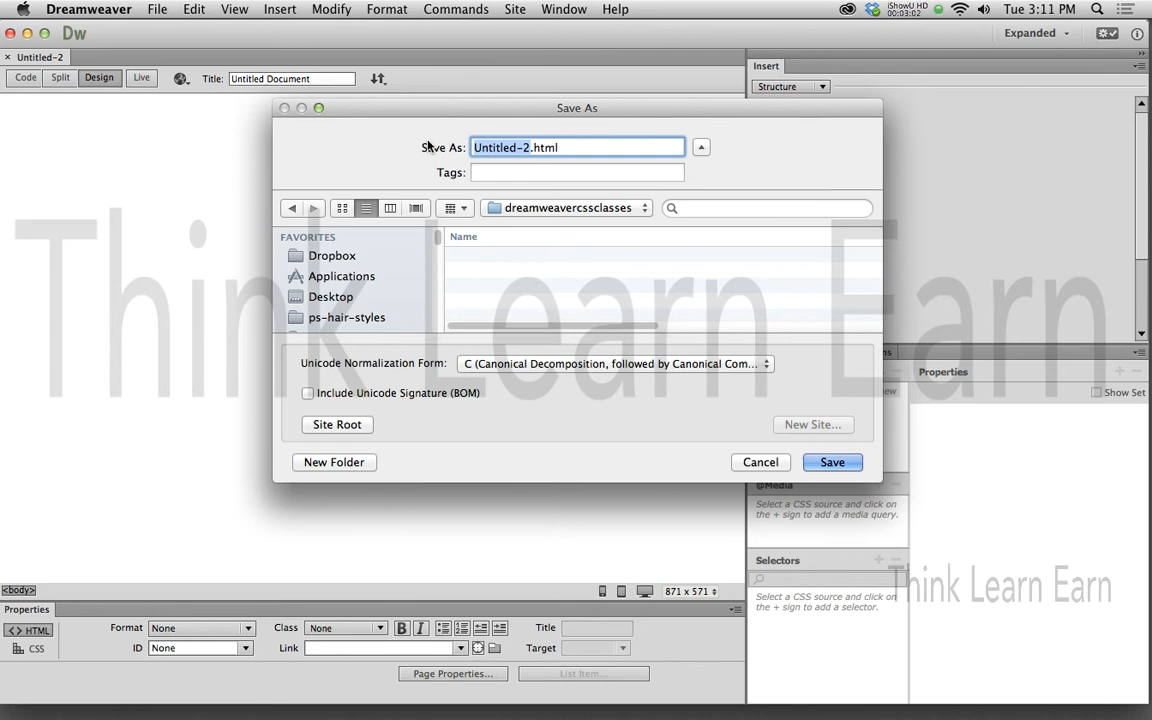 Dreamweaver File Edit View Insert Modify Format Commands Site Window Help iShowU HD 00:03:02 Tue 3:11 PM
Dw Expanded
Untitled-2
Code Split Design Live Title: Untitled Document
Insert
Structure
Save As
Save As: Untitled-2.html
Tags:
dreamweavercssclasses
FAVORITES
Name
Dropbox
Applications
Desktop
ps-hair-styles
Think Learn Earn
Unicode Normalization Form: C (Canonical Decomposition, followed by Canonical Com...
Include Unicode Signature (BOM)
Site Root New Site...
New Folder Cancel Save
Properties
Show Set
@Media
Select a CSS source and click on
the + sign to add a media query.
Selectors
Think Learn Earn
Select a CSS source and click on
the + sign to add a selector.
<body> 871 x 571
Properties
<> HTML Format None Class None B I Title
CSS ID None Link Target
Page Properties... List Item...